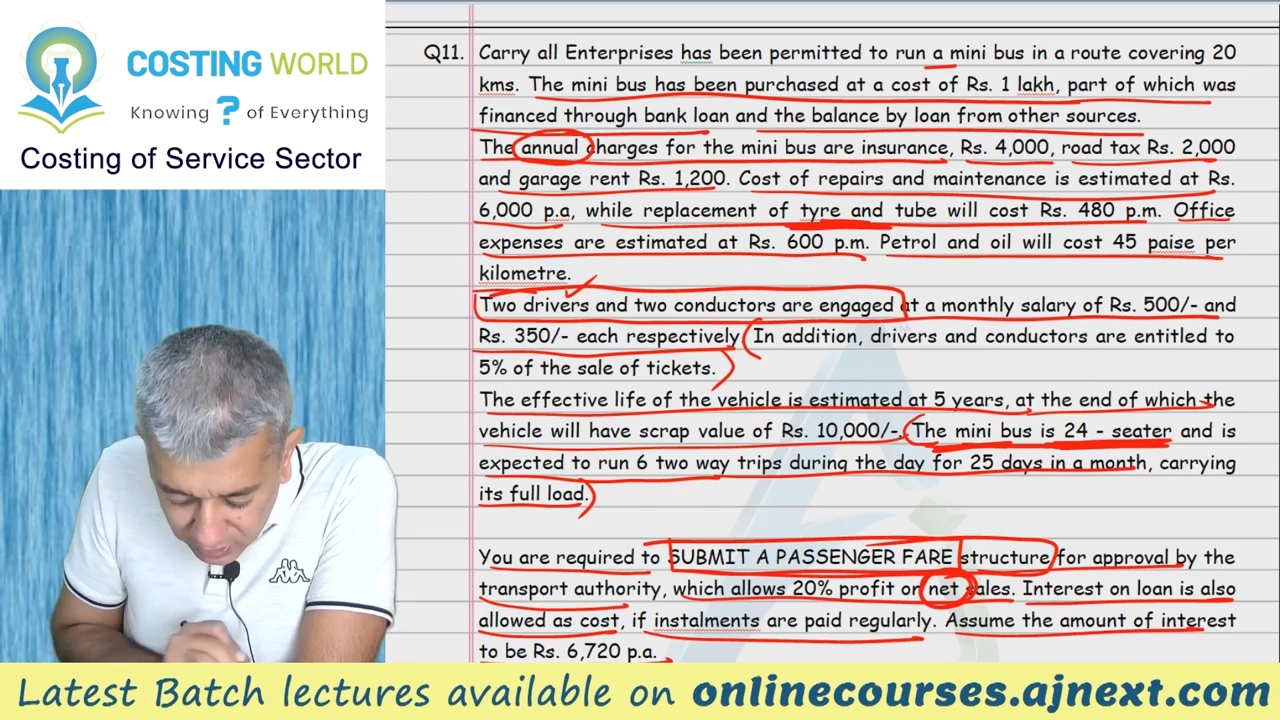 COSTING WORLD
Knowing ? of Everything
Costing of Service Sector
Q11. Carry all Enterprises has been permitted to run a mini bus in a route covering 20
kms. The mini bus has been purchased at a cost of Rs. 1 lakh, part of which was
financed through bank loan and the balance by loan from other sources.
The annual charges for the mini bus are insurance, Rs. 4,000, road tax Rs. 2,000
and garage rent Rs. 1,200. Cost of repairs and maintenance is estimated at Rs.
6,000 p.a, while replacement of tyre and tube will cost Rs. 480 p.m. Office
expenses are estimated at Rs. 600 p.m. Petrol and oil will cost 45 paise per
kilometre.
Two drivers and two conductors are engaged at a monthly salary of Rs. 500/- and
Rs. 350/- each respectively. In addition, drivers and conductors are entitled to
5% of the sale of tickets.
The effective life of the vehicle is estimated at 5 years, at the end of which the
vehicle will have scrap value of Rs. 10,000/-. The mini bus is 24 - seater and is
expected to run 6 two way trips during the day for 25 days in a month, carrying
its full load.
You are required to SUBMIT A PASSENGER FARE structure for approval by the
transport authority, which allows 20% profit on net sales. Interest on loan is also
allowed as cost, if instalments are paid regularly. Assume the amount of interest
to be Rs. 6,720 p.a.
Latest Batch lectures available on onlinecourses.ajnext.com